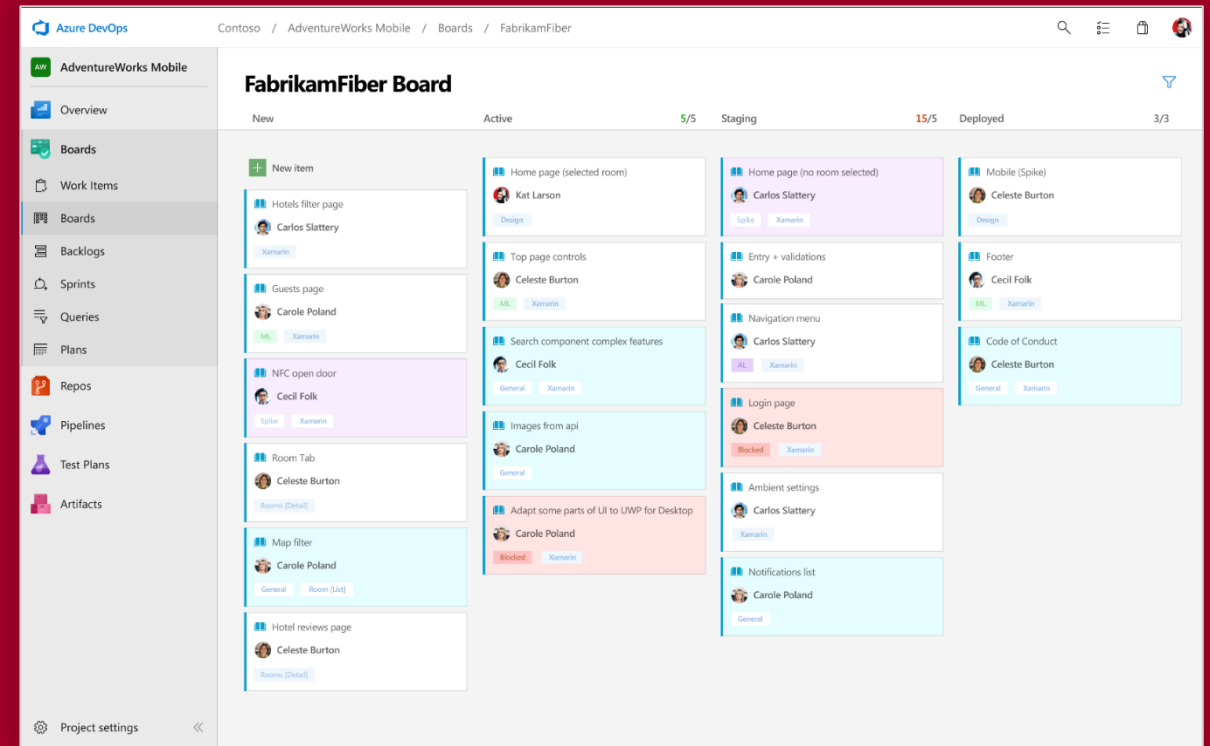 Azure DevOps
Contoso / AdventureWorks Mobile / Boards / FabrikamFiber
AW AdventureWorks Mobile
Overview
Boards
Work Items
Boards
Backlogs
Sprints
Queries
Plans
Repos
Pipelines
Test Plans
Artifacts
Project settings
FabrikamFiber Board
New
New item
Hotels filter page
Carlos Slattery
Xamarin
Guests page
Carole Poland
ML Xamarin
NFC open door
Cecil Folk
Spike Xamarin
Room Tab
Celeste Burton
Rooms [Detail]
Map filter
Carole Poland
General Room [List]
Hotel reviews page
Celeste Burton
Rooms [Detail]
Active 5/5
Home page (selected room)
Kat Larson
Design
Top page controls
Celeste Burton
ML Xamarin
Search component complex features
Cecil Folk
General Xamarin
Images from api
Carole Poland
General
Adapt some parts of UI to UWP for Desktop
Carole Poland
Blocked Xamarin
Staging 15/5
Home page (no room selected)
Carlos Slattery
Spike Xamarin
Entry + validations
Carole Poland
Navigation menu
Carlos Slattery
AL Xamarin
Login page
Celeste Burton
Blocked Xamarin
Ambient settings
Carlos Slattery
Xamarin
Notifications list
Carole Poland
General
Deployed 3/3
Mobile (Spike)
Celeste Burton
Design
Footer
Cecil Folk
ML Xamarin
Code of Conduct
Celeste Burton
General Xamarin